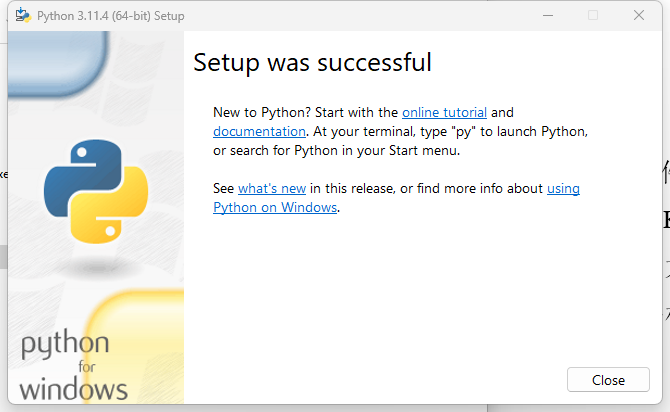 Python 3.11.4 (64-bit) Setup
Setup was successful
New to Python? Start with the online tutorial and
documentation. At your terminal, type "py" to launch Python,
or search for Python in your Start menu.
See what's new in this release, or find more info about using
Python on Windows.
python
for
windows
Close